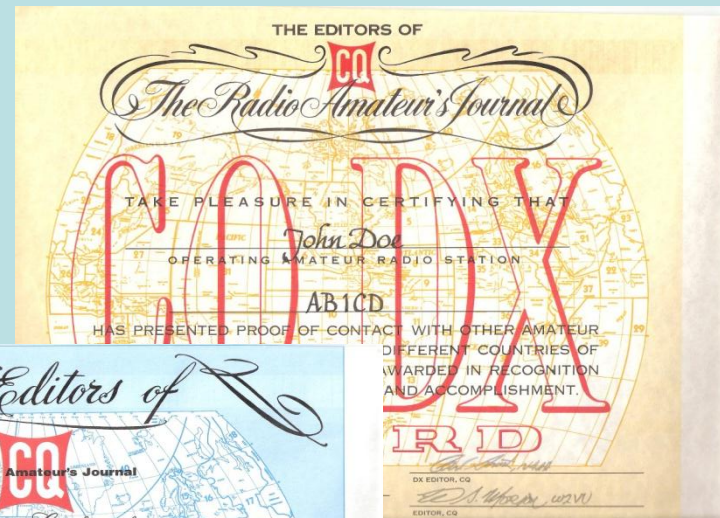 THE EDITORS OF
CQ
The Radio Amateur's Journal
CQ DX
TAKE PLEASURE IN CERTIFYING THAT
John Doe
OPERATING AMATEUR RADIO STATION
AB1CD
HAS PRESENTED PROOF OF CONTACT WITH OTHER AMATEUR
DIFFERENT COUNTRIES OF
AWARDED IN RECOGNITION
AND ACCOMPLISHMENT.
RD
DX EDITOR, CQ
W2VU
EDITOR, CQ
Editors of
CQ
Amateur's Journal